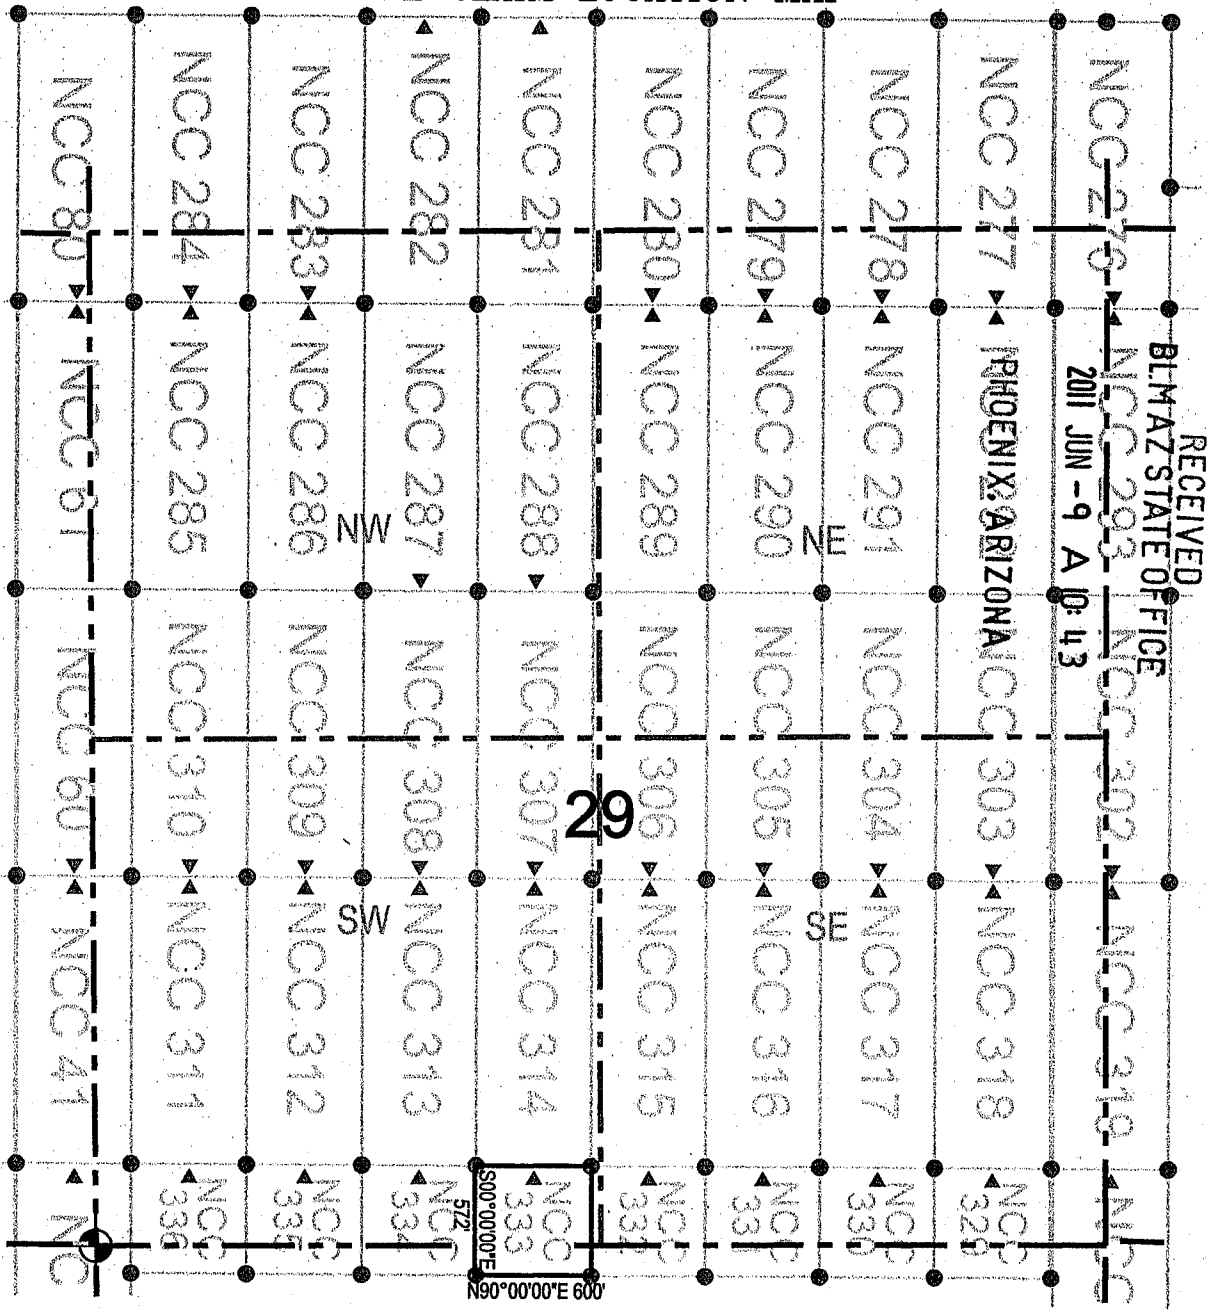 NCC 80
NCC 284
NCC 283
NCC 282
NCC 281
NCC 280
NCC 279
NCC 278
NCC 277
NCC 276
NCC 61
NCC 285
NCC 286
NCC 287
NCC 288
NCC 289
NCC 290
NCC 291
NCC 293
NW
NE
RECEIVED
BLM AZ STATE OFFICE
2011 JUN -9 A 10: 43
PHOENIX, ARIZONA
NCC 60
NCC 310
NCC 309
NCC 308
NCC 307
NCC 306
NCC 305
NCC 304
NCC 303
NCC 302
29
SW
SE
NCC 41
NCC 311
NCC 312
NCC 313
NCC 314
NCC 315
NCC 316
NCC 317
NCC 318
NCC 319
NC
NCC
336
NCC
335
NCC
334
NCC
333
NCC
332
NCC
331
NCC
330
NCC
329
NCC
S00°00'00"E
572'
N90°00'00"E 600'